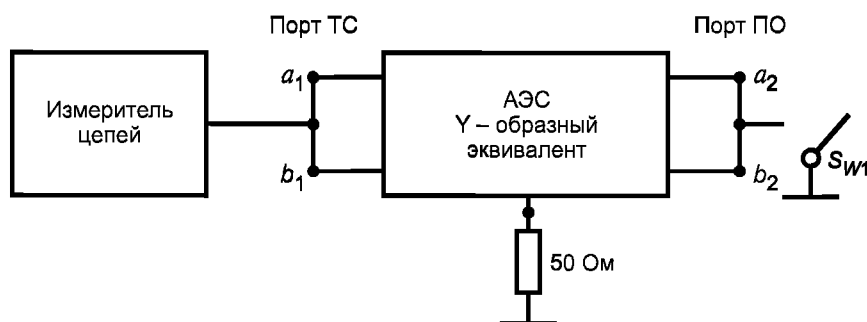 Порт ТС
Порт ПО
a1
a2
Измеритель
цепей
АЭС
Y – образный
эквивалент
b1
b2
SW1
50 Ом